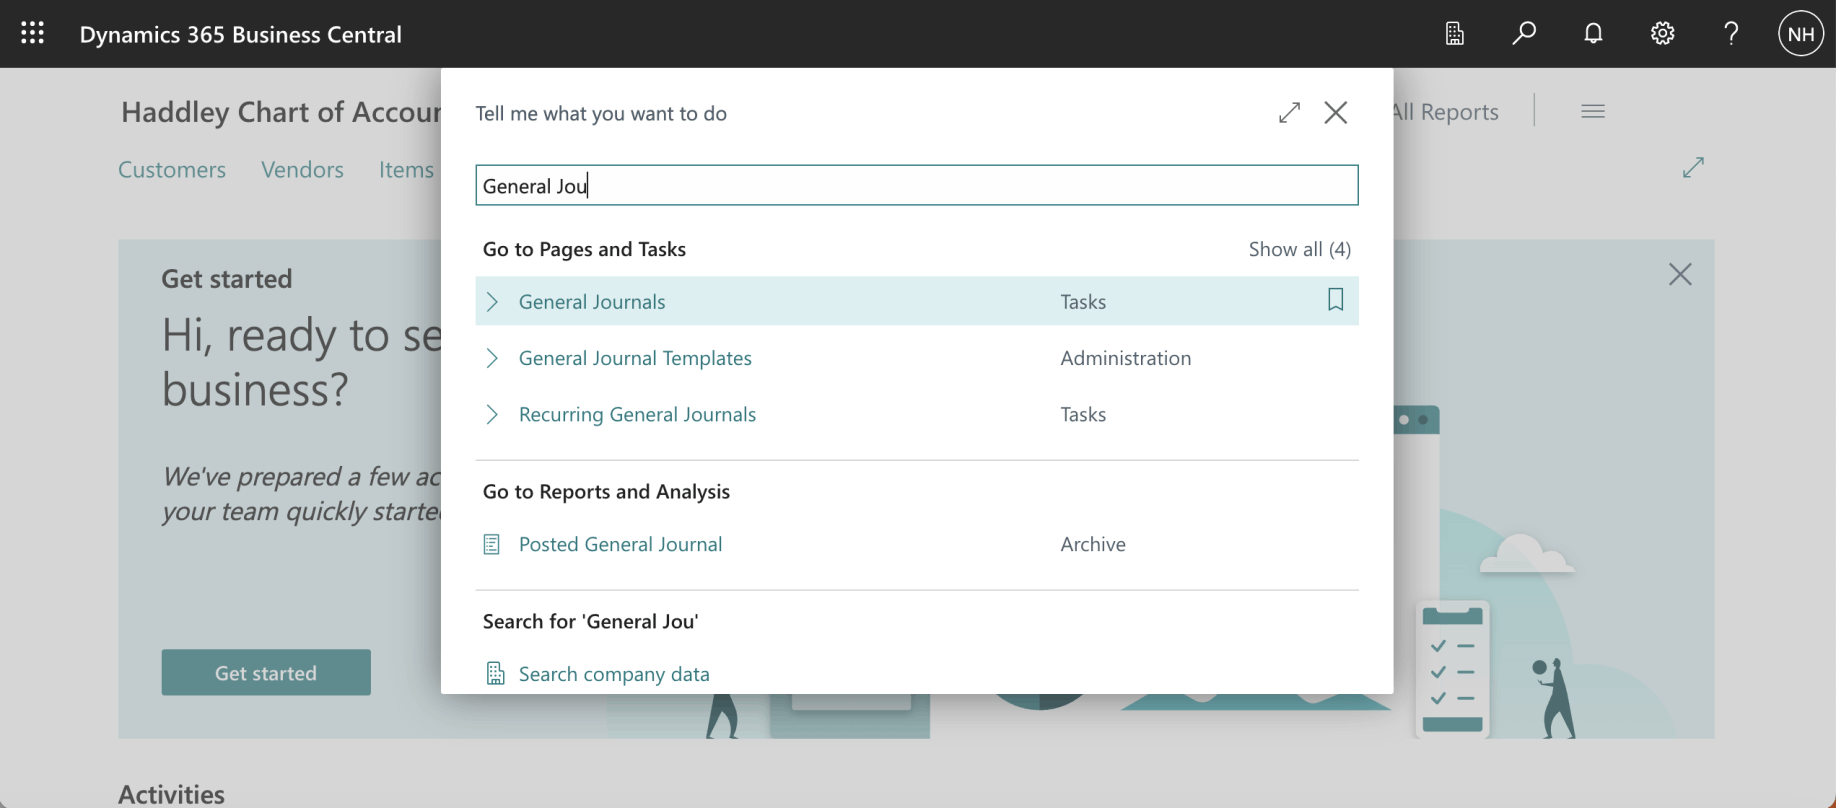 Dynamics 365 Business Central
NH
Haddley Chart of Accour
All Reports
Customers Vendors Items
Tell me what you want to do
General Jou
Go to Pages and Tasks Show all (4)
General Journals Tasks
General Journal Templates Administration
Recurring General Journals Tasks
Go to Reports and Analysis
Posted General Journal Archive
Search for 'General Jou'
Search company data
Get started
Hi, ready to se
business?
We've prepared a few ac
your team quickly starte
Get started
Activities